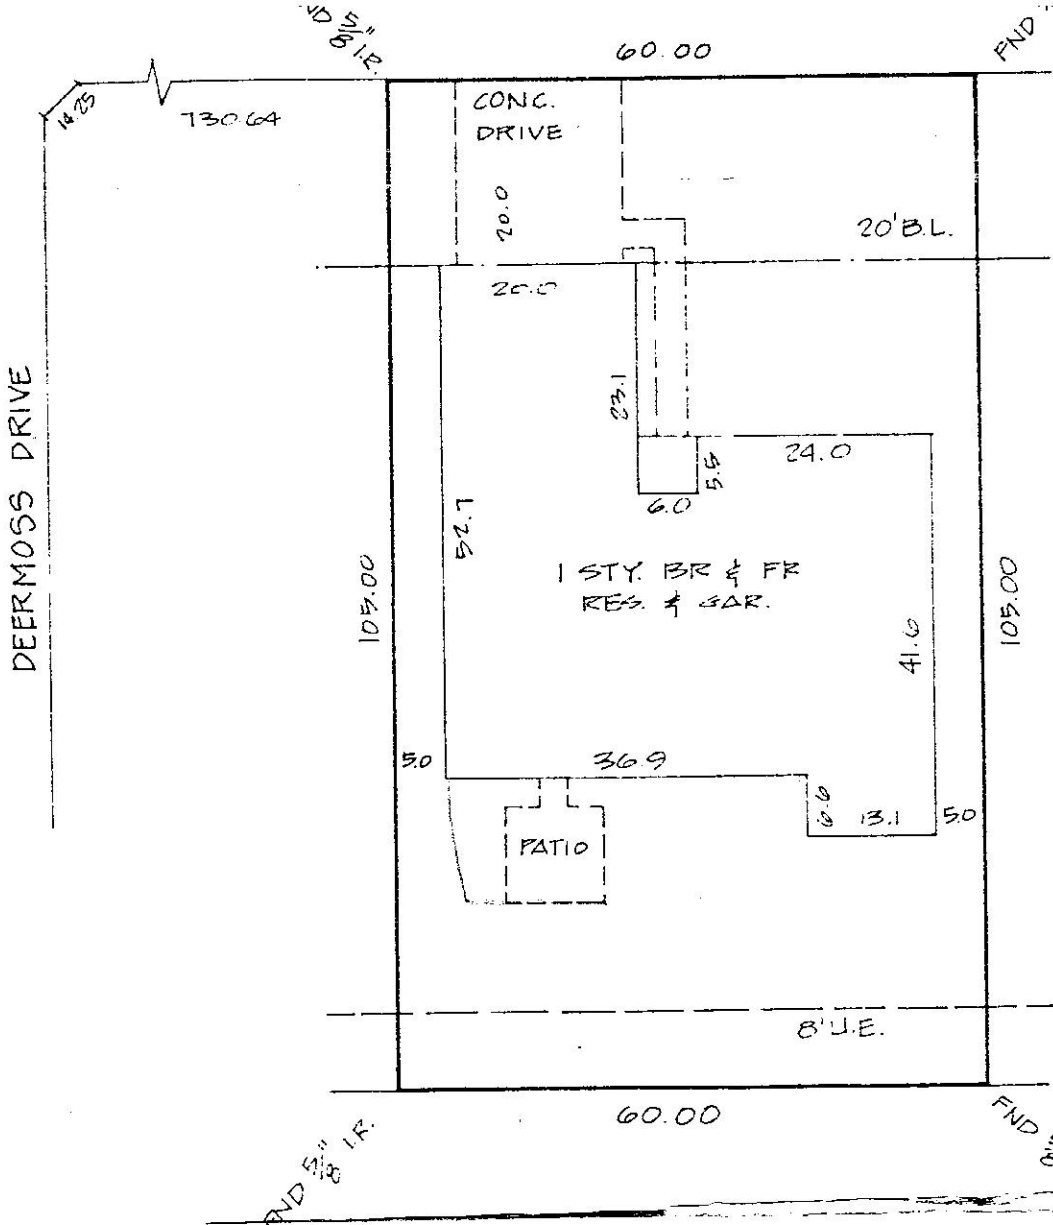 5/8"
I.R.
60.00
FND
14.25
730.64
CONC.
DRIVE
20.0
20' B.L.
20.0
23.1
24.0
5.5
6.0
DEERMOSS DRIVE
52.7
105.00
1 STY. BR & FR
RES. & GAR.
41.6
105.00
5.0
36.9
6.6
13.1
5.0
PATIO
8' U.E.
60.00
FND 5/8" I.R.
FND